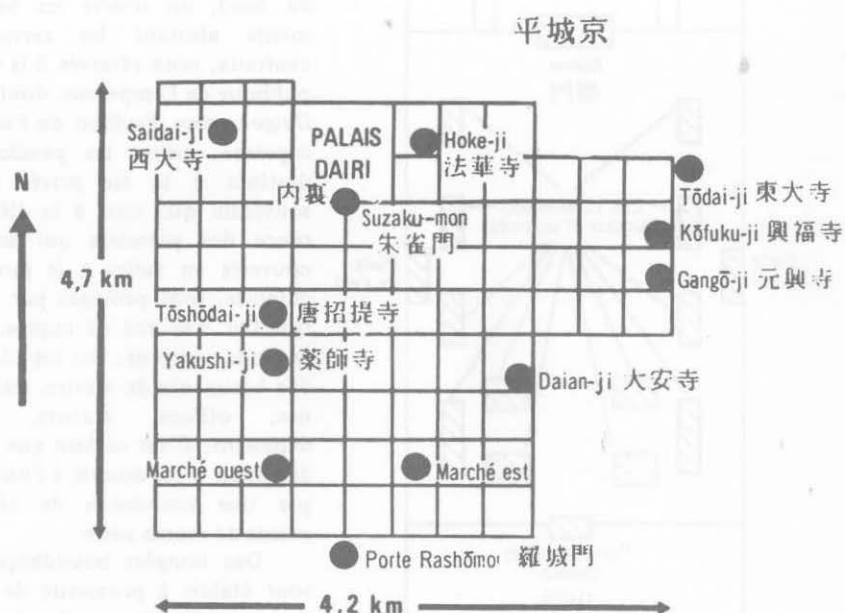 平城京
Saidai-ji
西大寺
PALAIS
DAIRI
内裏
Hoke-ji
法華寺
N
Suzaku-mon
朱雀門
Tōdai-ji 東大寺
Kōfuku-ji 興福寺
Gangō-ji 元興寺
4,7 km
Tōshōdai-ji 唐招提寺
Yakushi-ji 薬師寺
Daian-ji 大安寺
Marché ouest
Marché est
Porte Rashōmon 羅城門
4.2 km